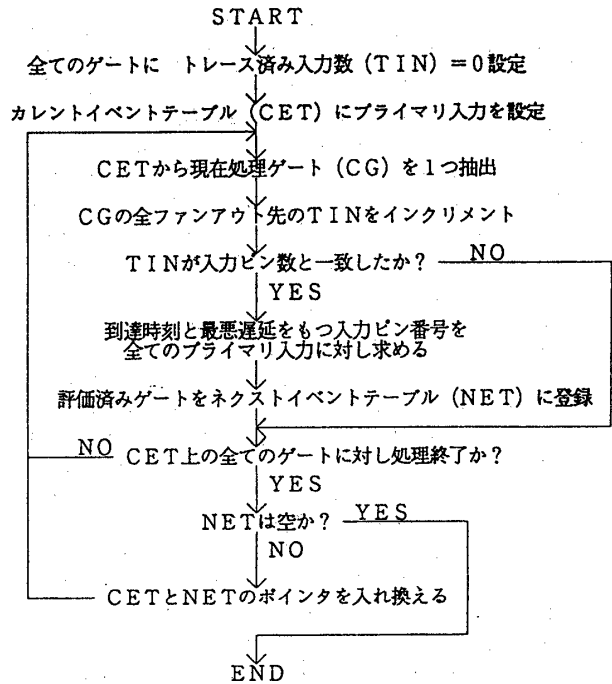 START
全てのゲートに トレース済み入力数(TIN)=0設定
カレントイベントテーブル(CET)にプライマリ入力を設定
CETから現在処理ゲート(CG)を1つ抽出
CGの全ファンアウト先のTINをインクリメント
TINが入力ピン数と一致したか? NO
YES
到達時刻と最悪遅延をもつ入力ピン番号を
全てのプライマリ入力に対し求める
評価済みゲートをネクストイベントテーブル(NET)に登録
NO CET上の全てのゲートに対し処理終了か?
YES
NETは空か? YES
NO
CETとNETのポインタを入れ換える
END